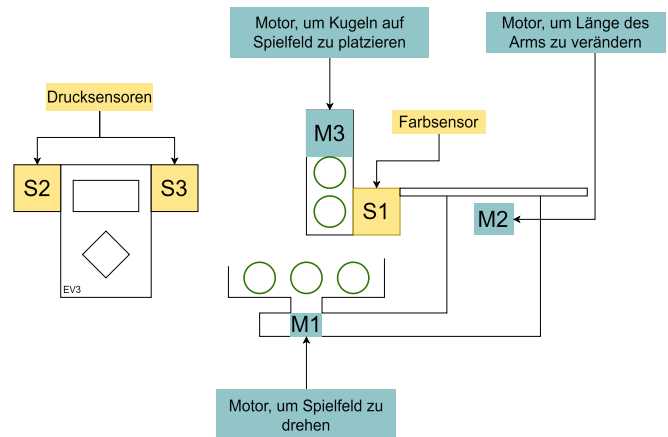 Motor, um Kugeln auf
Spielfeld zu platzieren
Motor, um Länge des
Arms zu verändern
Drucksensoren
Farbsensor
M3
S2
S3
S1
M2
EV3
M1
Motor, um Spielfeld zu
drehen